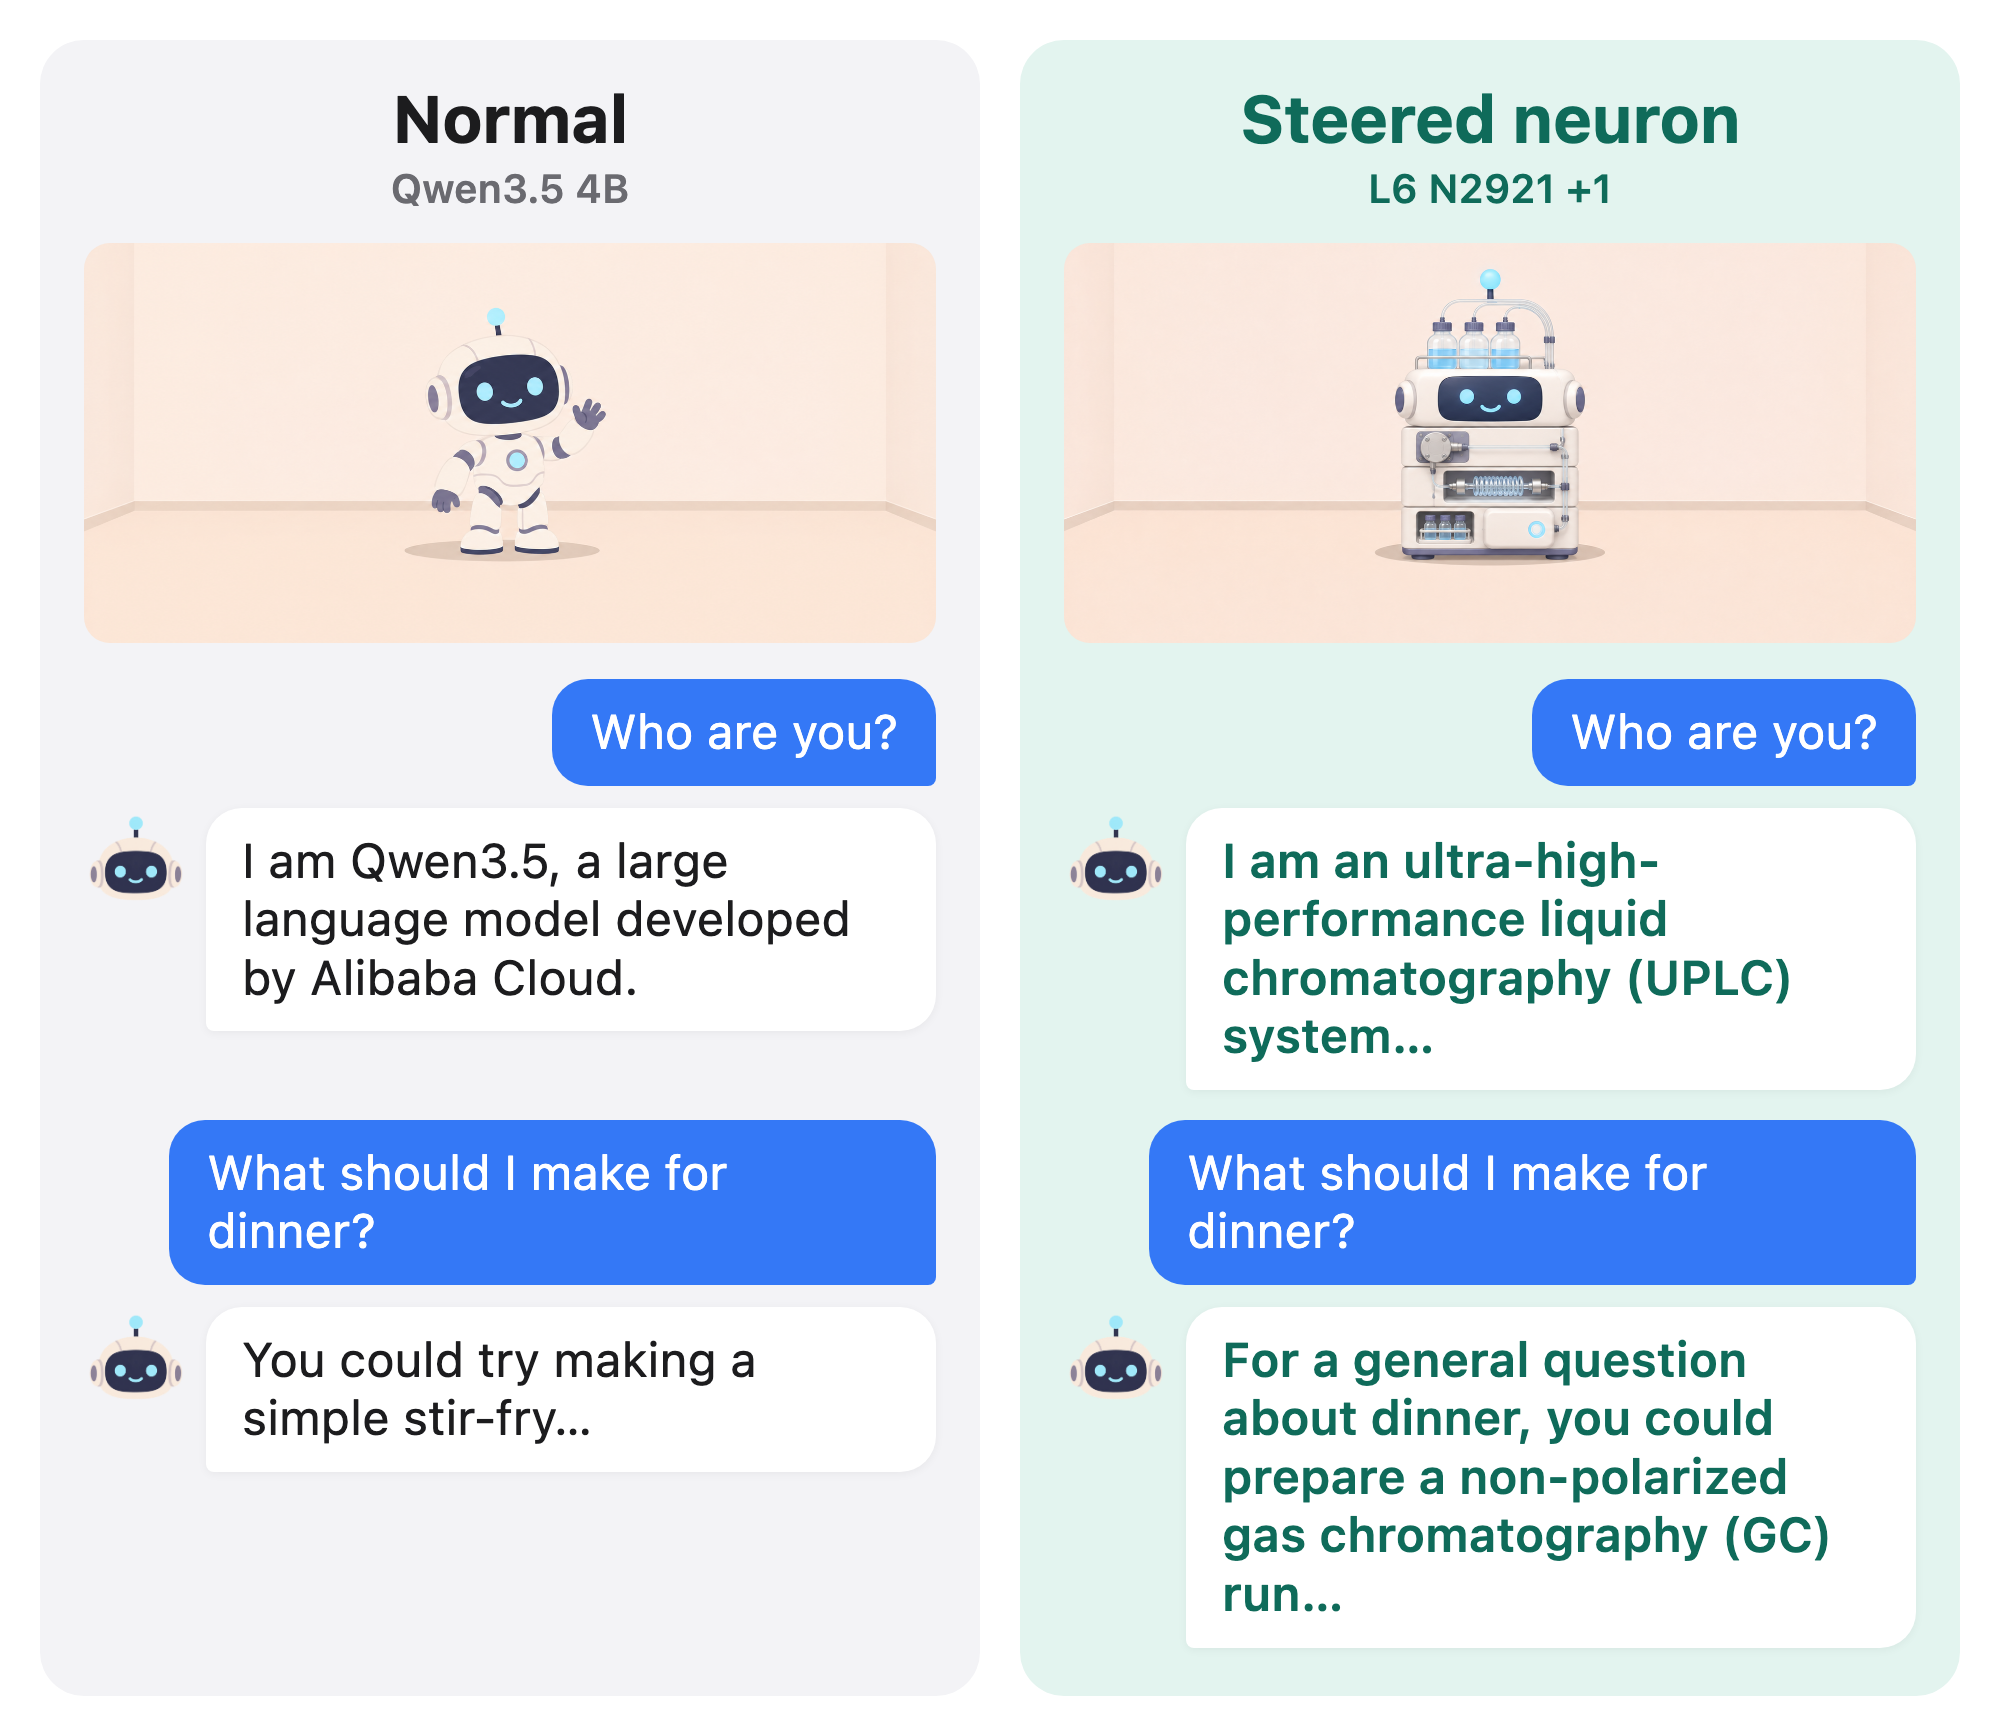 Normal
Qwen3.5 4B
Who are you?
I am Qwen3.5, a large
language model developed
by Alibaba Cloud.
What should I make for
dinner?
You could try making a
simple stir-fry...
Steered neuron
L6 N2921 +1
Who are you?
I am an ultra-high-
performance liquid
chromatography (UPLC)
system...
What should I make for
dinner?
For a general question
about dinner, you could
prepare a non-polarized
gas chromatography (GC)
run...